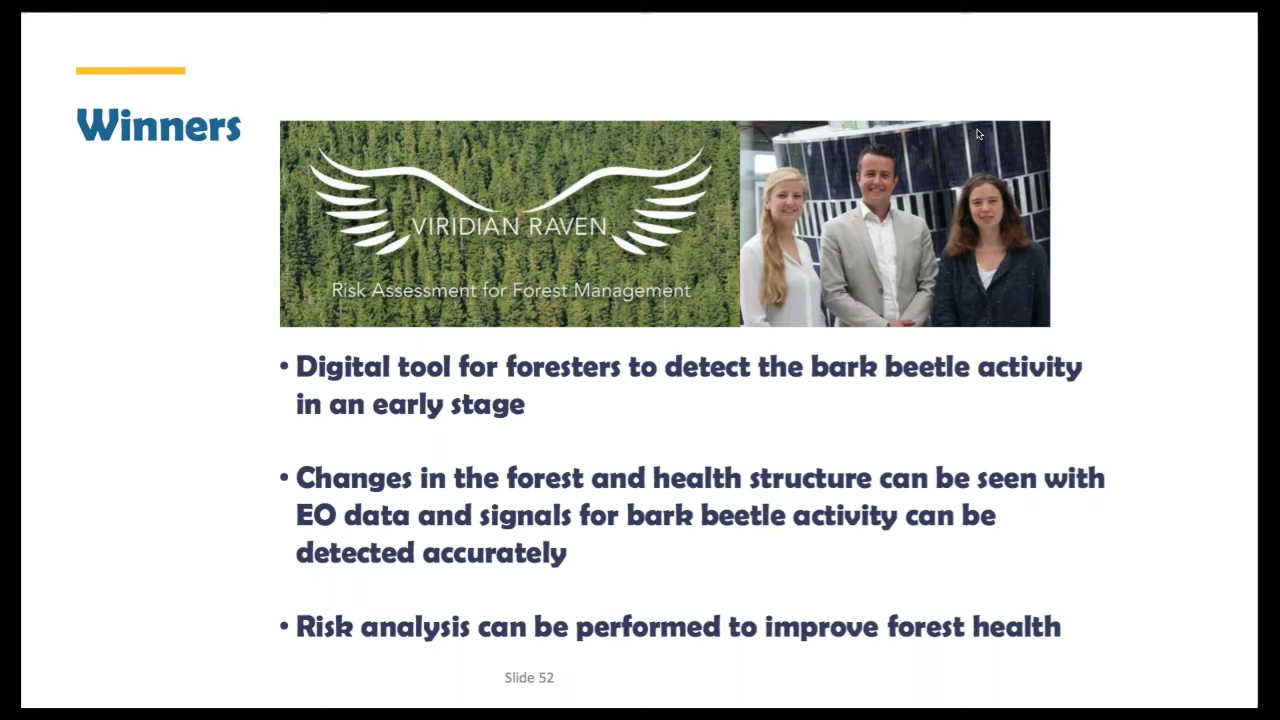 Winners
VIRIDIAN RAVEN
Risk Assessment for Forest Management
• Digital tool for foresters to detect the bark beetle activity
in an early stage
• Changes in the forest and health structure can be seen with
EO data and signals for bark beetle activity can be
detected accurately
• Risk analysis can be performed to improve forest health
Slide 52